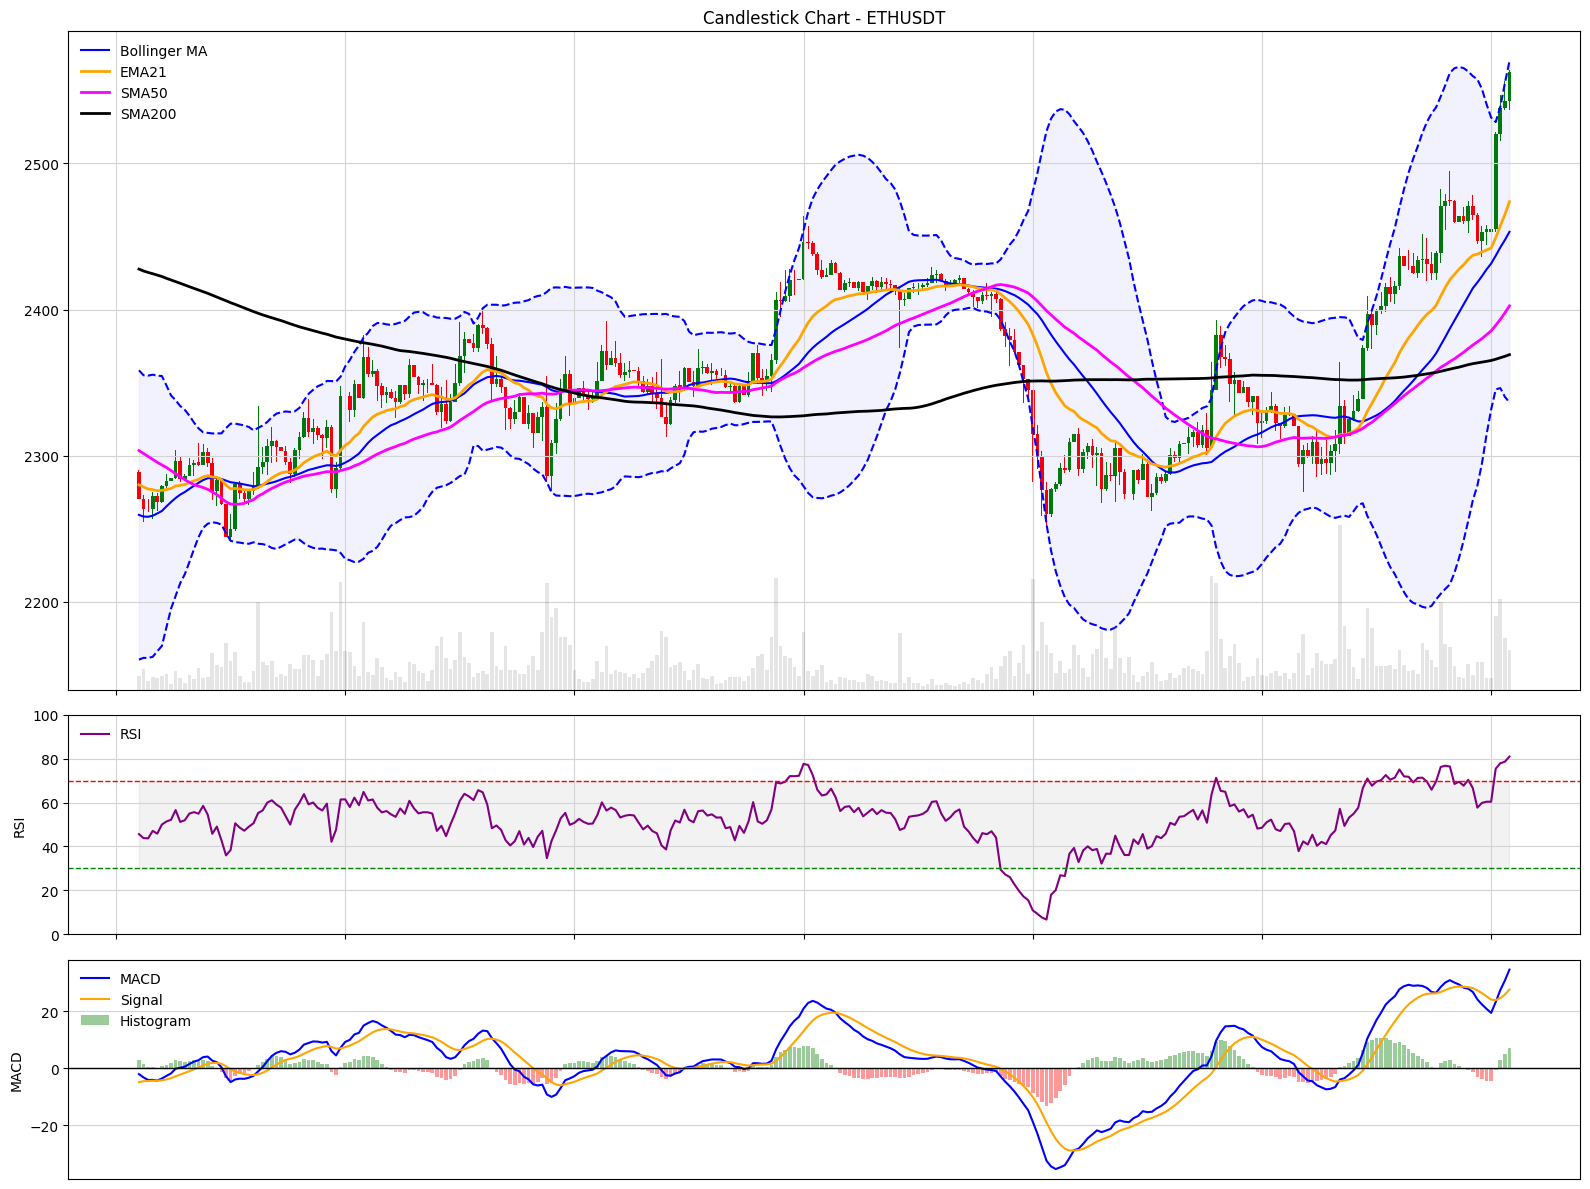 Candlestick Chart - ETHUSDT
Bollinger MA
EMA21
SMA50
SMA200
2500
2400
2300
2200
RSI
100
80
60
40
20
0
RSI
MACD
Signal
Histogram
20
0
−20
MACD